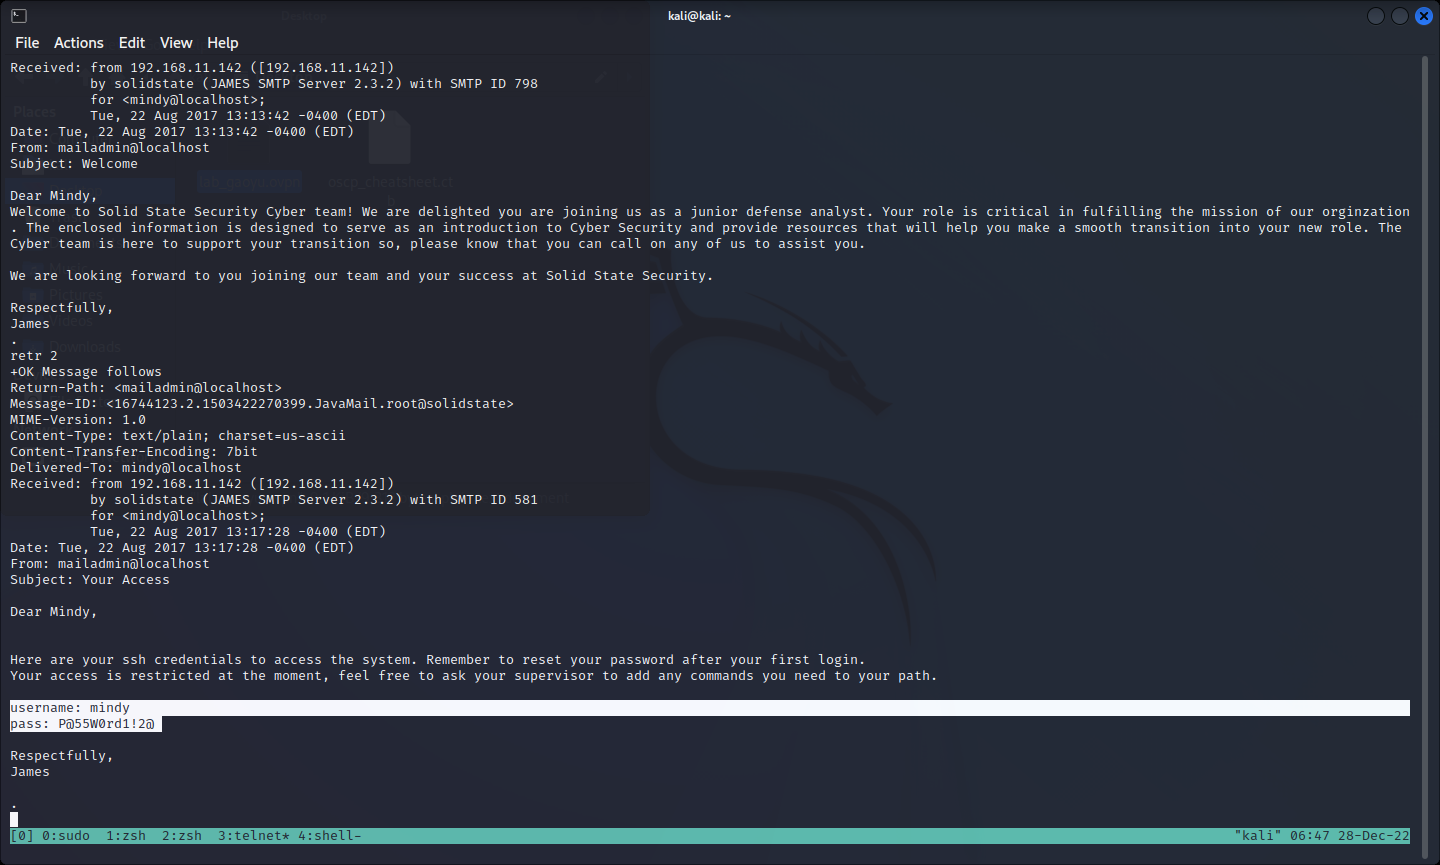 kali@kali: ~
File Actions Edit View Help
Received: from 192.168.11.142 ([192.168.11.142])
by solidstate (JAMES SMTP Server 2.3.2) with SMTP ID 798
for <mindy@localhost>;
Tue, 22 Aug 2017 13:13:42 -0400 (EDT)
Date: Tue, 22 Aug 2017 13:13:42 -0400 (EDT)
From: mailadmin@localhost
Subject: Welcome
Dear Mindy,
Welcome to Solid State Security Cyber team! We are delighted you are joining us as a junior defense analyst. Your role is critical in fulfilling the mission of our orginzation
. The enclosed information is designed to serve as an introduction to Cyber Security and provide resources that will help you make a smooth transition into your new role. The
Cyber team is here to support your transition so, please know that you can call on any of us to assist you.
We are looking forward to you joining our team and your success at Solid State Security.
Respectfully,
James
.
retr 2
+OK Message follows
Return-Path: <mailadmin@localhost>
Message-ID: <16744123.2.1503422270399.JavaMail.root@solidstate>
MIME-Version: 1.0
Content-Type: text/plain; charset=us-ascii
Content-Transfer-Encoding: 7bit
Delivered-To: mindy@localhost
Received: from 192.168.11.142 ([192.168.11.142])
by solidstate (JAMES SMTP Server 2.3.2) with SMTP ID 581
for <mindy@localhost>;
Tue, 22 Aug 2017 13:17:28 -0400 (EDT)
Date: Tue, 22 Aug 2017 13:17:28 -0400 (EDT)
From: mailadmin@localhost
Subject: Your Access
Dear Mindy,
Here are your ssh credentials to access the system. Remember to reset your password after your first login.
Your access is restricted at the moment, feel free to ask your supervisor to add any commands you need to your path.
username: mindy
pass: P@55W0rd1!2@
Respectfully,
James
.
[0] 0:sudo 1:zsh 2:zsh 3:telnet* 4:shell- "kali" 06:47 28-Dec-22